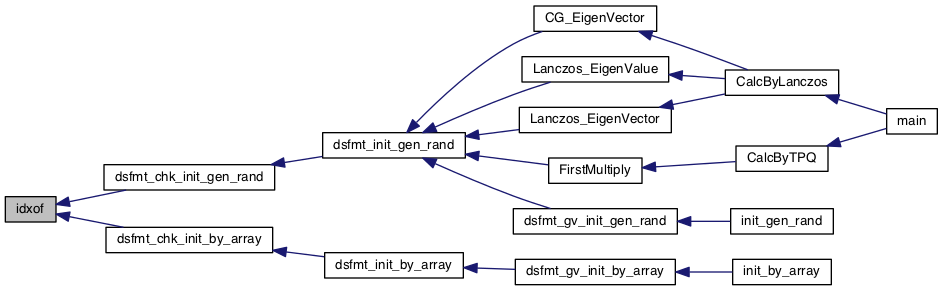 CG_EigenVector
Lanczos_EigenValue
CalcByLanczos
Lanczos_EigenVector
main
dsfmt_init_gen_rand
CalcByTPQ
FirstMultiply
dsfmt_chk_init_gen_rand
idxof
dsfmt_gv_init_gen_rand
init_gen_rand
dsfmt_chk_init_by_array
dsfmt_init_by_array
dsfmt_gv_init_by_array
init_by_array